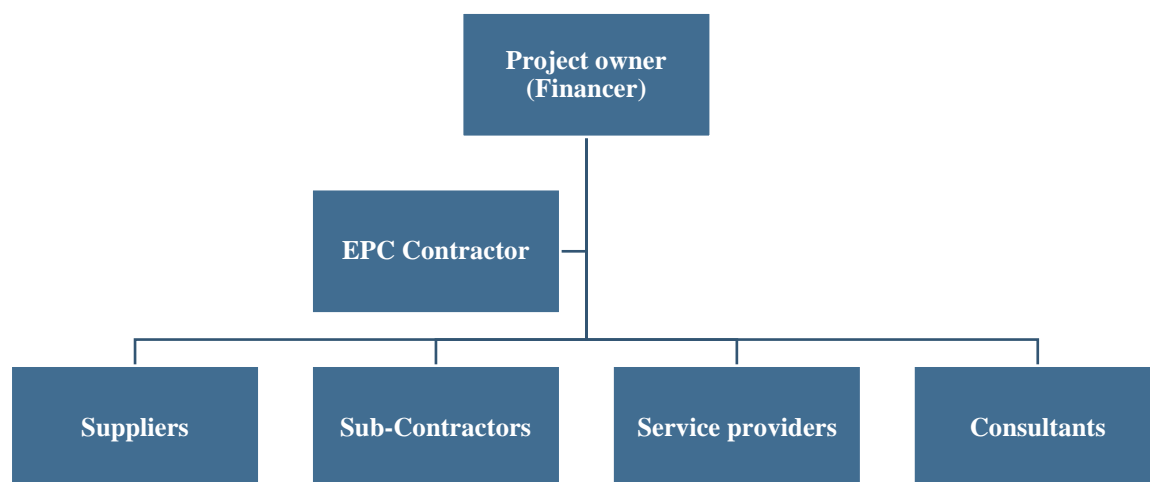 Project owner
(Financer)
EPC Contractor
Suppliers
Sub-Contractors
Service providers
Consultants